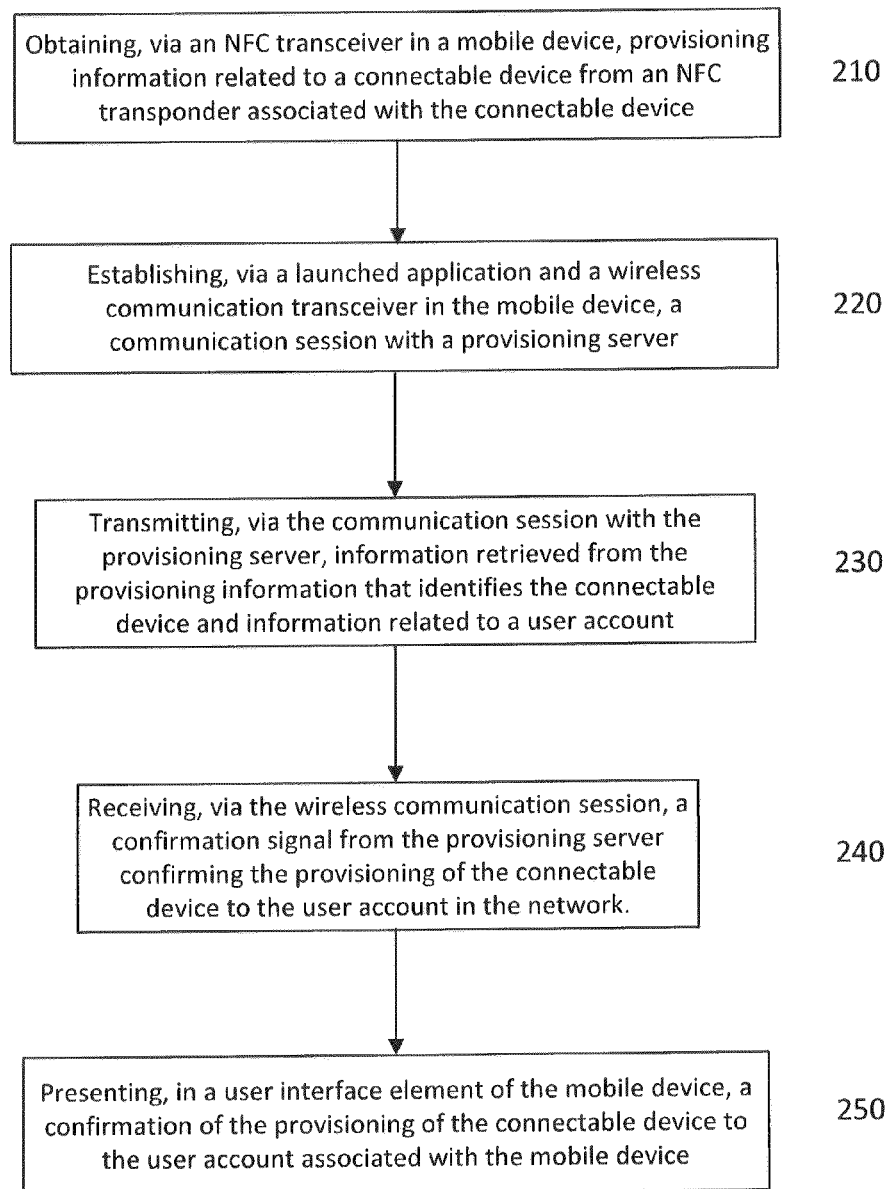 Obtaining, via an NFC transceiver in a mobile device, provisioning
information related to a connectable device from an NFC
transponder associated with the connectable device
210
Establishing, via a launched application and a wireless
communication transceiver in the mobile device, a
communication session with a provisioning server
220
Transmitting, via the communication session with the
provisioning server, information retrieved from the
provisioning information that identifies the connectable
device and information related to a user account
230
Receiving, via the wireless communication session, a
confirmation signal from the provisioning server
confirming the provisioning of the connectable
device to the user account in the network.
240
Presenting, in a user interface element of the mobile device, a
confirmation of the provisioning of the connectable device to
the user account associated with the mobile device
250